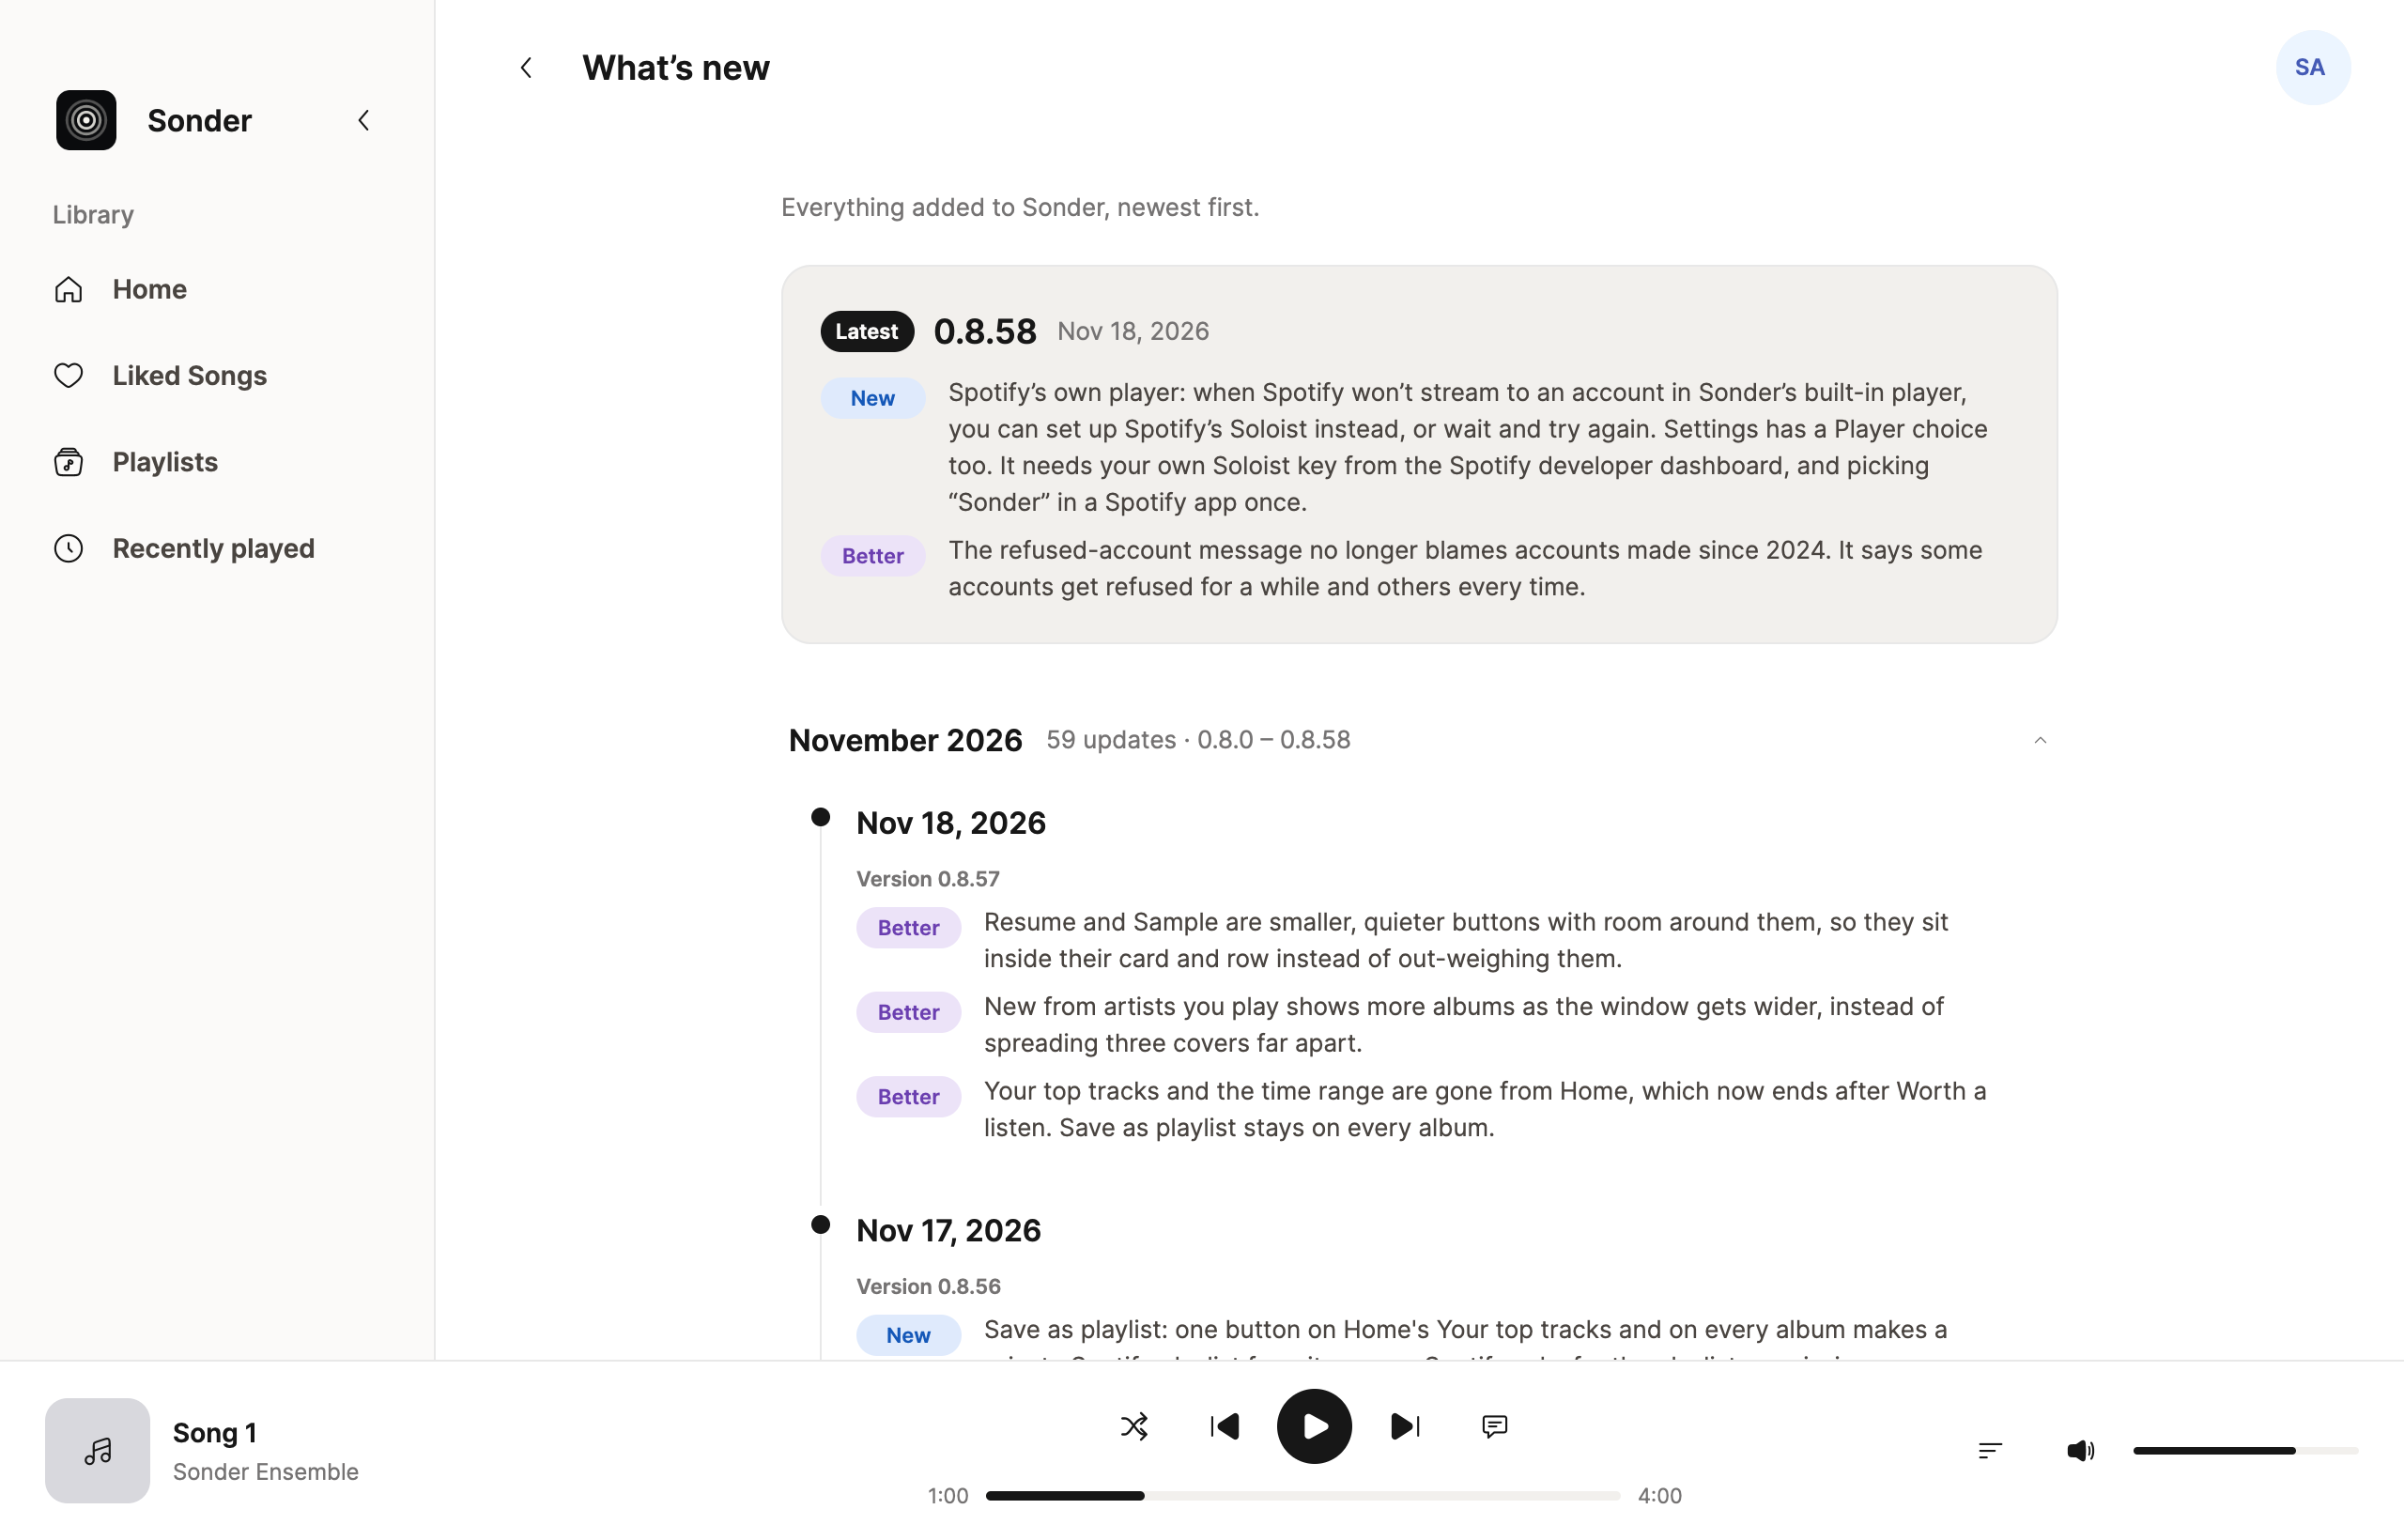 What’s new
SA
Sonder
Library
Home
Liked Songs
Playlists
Recently played
Everything added to Sonder, newest first.
Latest 0.8.58 Nov 18, 2026
New Spotify’s own player: when Spotify won’t stream to an account in Sonder’s built-in player,
you can set up Spotify’s Soloist instead, or wait and try again. Settings has a Player choice
too. It needs your own Soloist key from the Spotify developer dashboard, and picking
“Sonder” in a Spotify app once.
Better The refused-account message no longer blames accounts made since 2024. It says some
accounts get refused for a while and others every time.
November 2026 59 updates · 0.8.0 – 0.8.58
Nov 18, 2026
Version 0.8.57
Better Resume and Sample are smaller, quieter buttons with room around them, so they sit
inside their card and row instead of out-weighing them.
Better New from artists you play shows more albums as the window gets wider, instead of
spreading three covers far apart.
Better Your top tracks and the time range are gone from Home, which now ends after Worth a
listen. Save as playlist stays on every album.
Nov 17, 2026
Version 0.8.56
New Save as playlist: one button on Home's Your top tracks and on every album makes a
Song 1
Sonder Ensemble
1:00
4:00